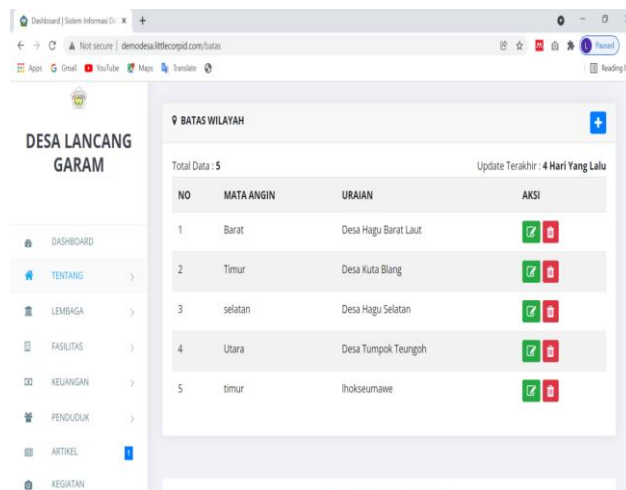 Dashboard | Sistem Informasi De
Not secure | demodesa.littlecorpid.com/batas
Paused
Apps Gmail YouTube Maps Translate
Reading l
DESA LANCANG
GARAM
DASHBOARD
TENTANG
LEMBAGA
FASILITAS
KEUANGAN
PENDUDUK
ARTIKEL 1
KEGIATAN
BATAS WILAYAH
Total Data : 5 Update Terakhir : 4 Hari Yang Lalu
NO MATA ANGIN URAIAN AKSI
1 Barat Desa Hagu Barat Laut
2 Timur Desa Kuta Blang
3 selatan Desa Hagu Selatan
4 Utara Desa Tumpok Teungoh
5 timur lhokseumawe